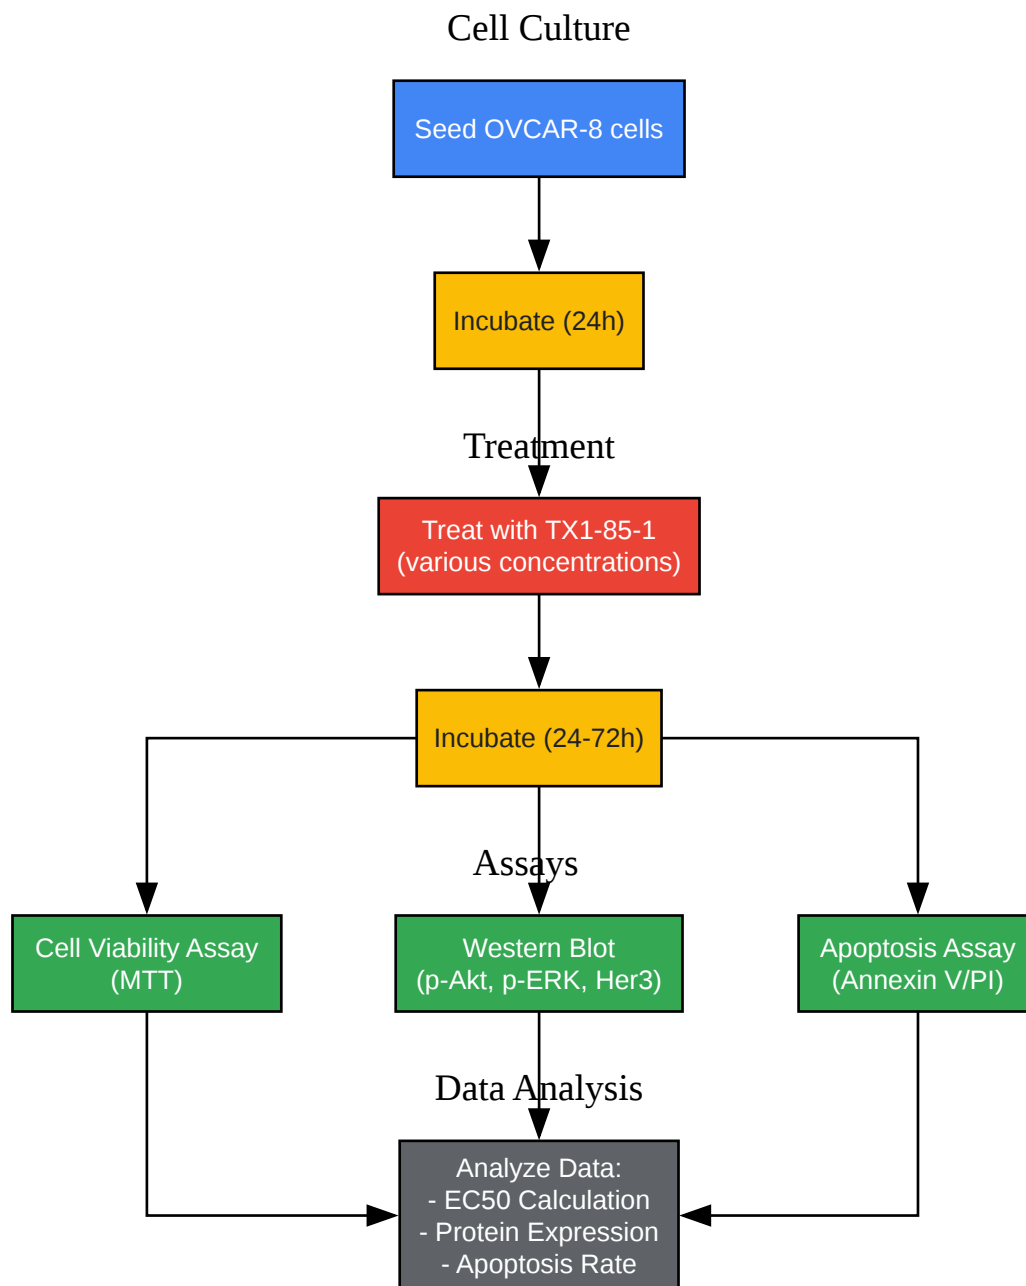 Cell Culture
Seed OVCAR-8 cells
Incubate (24h)
Treatment
Treat with TX1-85-1
(various concentrations)
Incubate (24-72h)
Assays
Cell Viability Assay
(MTT)
Western Blot
(p-Akt, p-ERK, Her3)
Apoptosis Assay
(Annexin V/PI)
Data Analysis
Analyze Data:
- EC50 Calculation
- Protein Expression
- Apoptosis Rate